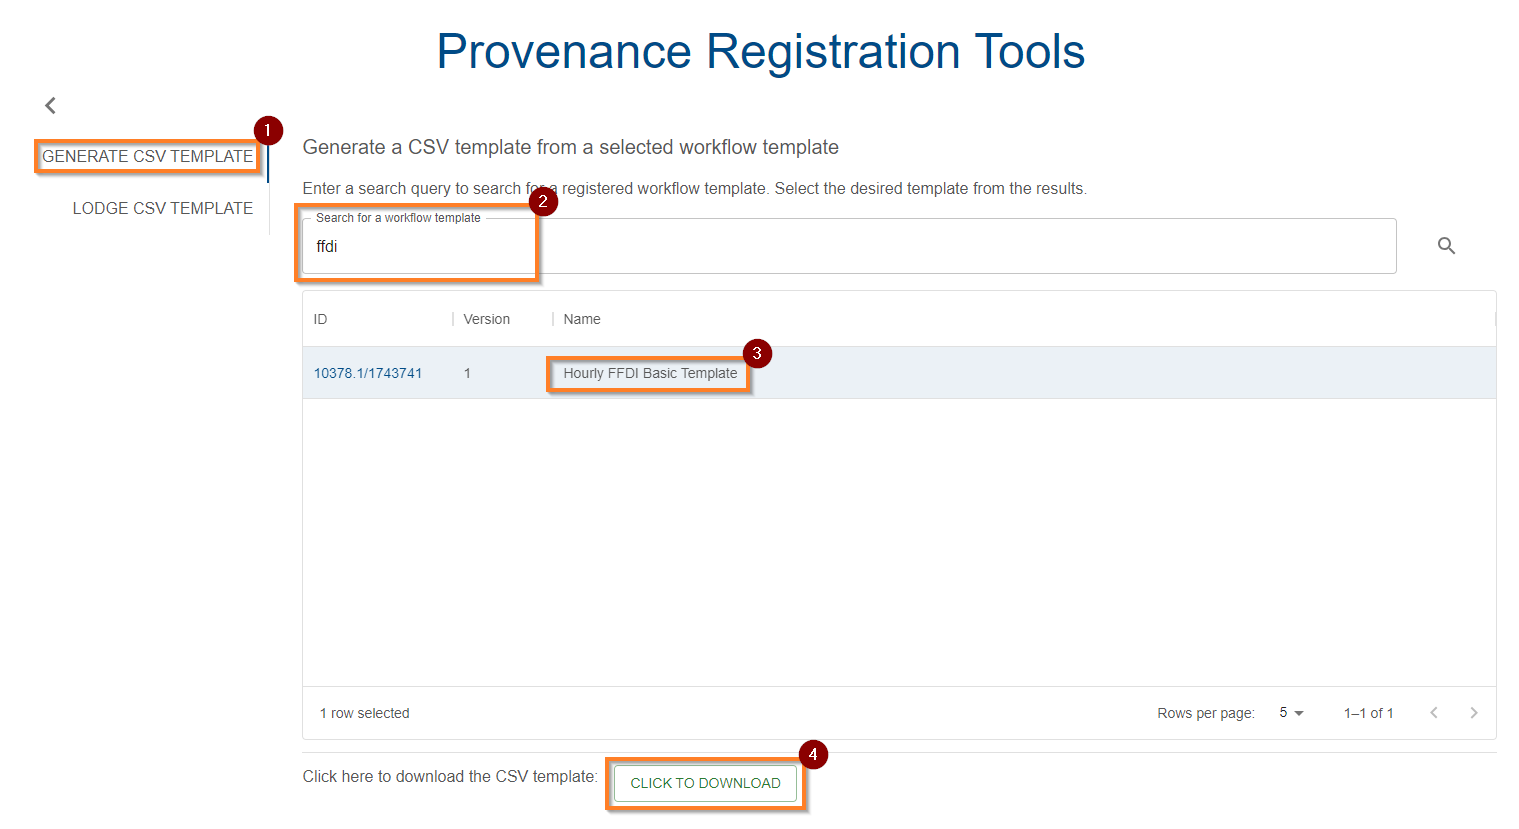 Provenance Registration Tools
1
GENERATE CSV TEMPLATE
LODGE CSV TEMPLATE
Generate a CSV template from a selected workflow template
Enter a search query to search for a registered workflow template. Select the desired template from the results.
2
Search for a workflow template
ffdi
ID Version Name
3
10378.1/1743741 1 Hourly FFDI Basic Template
1 row selected Rows per page: 5 1–1 of 1
4
Click here to download the CSV template: CLICK TO DOWNLOAD